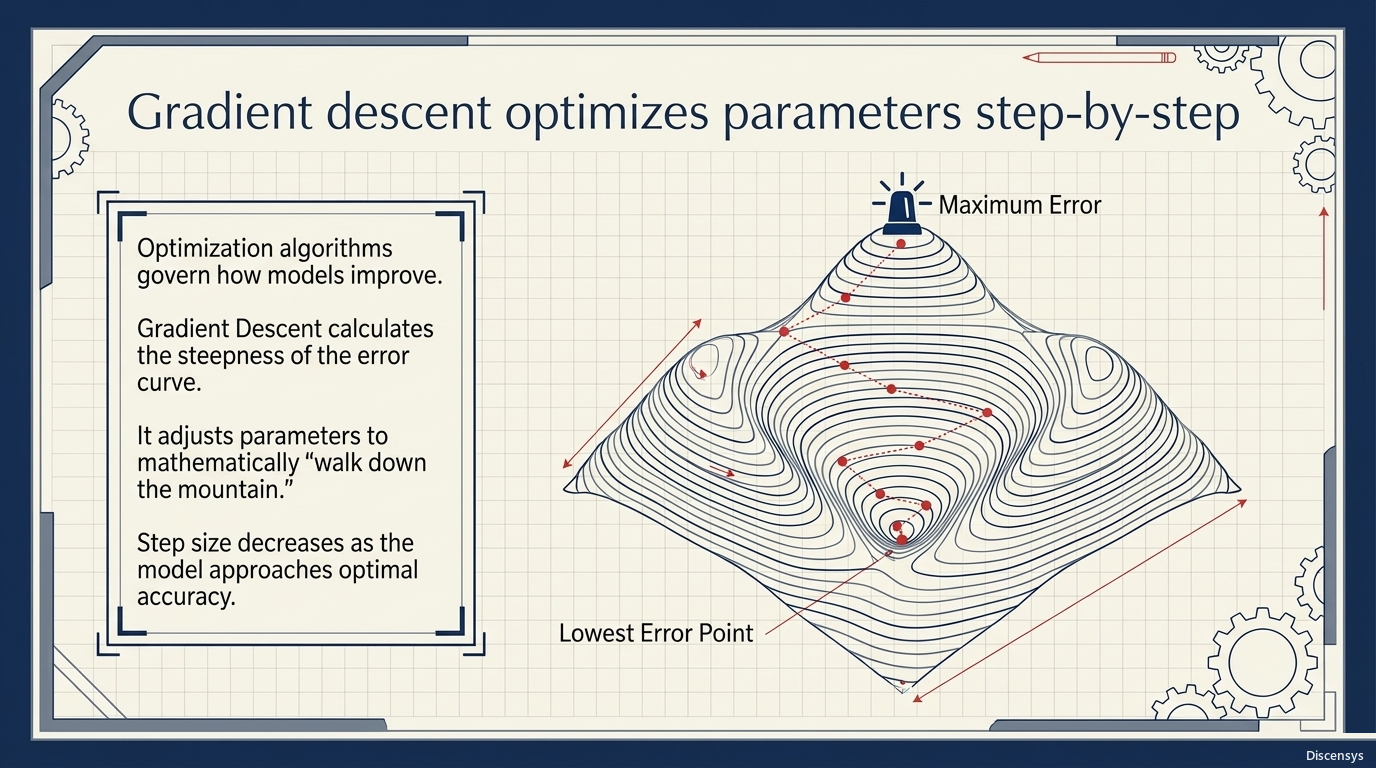 Gradient descent optimizes parameters step-by-step
Maximum Error
Optimization algorithms
govern how models improve.
Gradient Descent calculates
the steepness of the error
curve.
It adjusts parameters to
mathematically “walk down
the mountain.”
Step size decreases as the
model approaches optimal
accuracy.
Lowest Error Point
Discensys